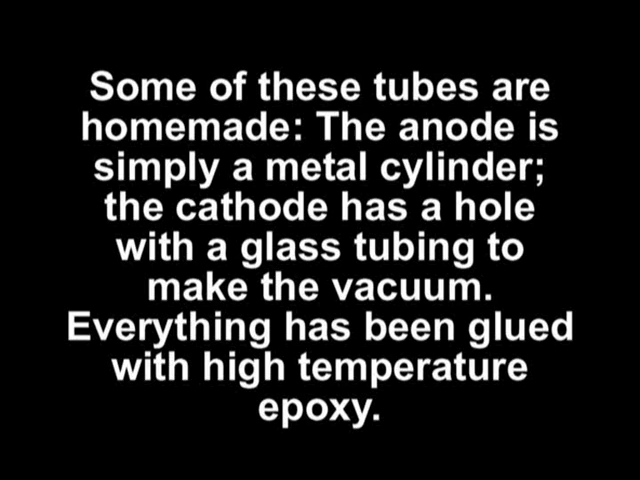 Some of these tubes are
homemade: The anode is
simply a metal cylinder;
the cathode has a hole
with a glass tubing to
make the vacuum.
Everything has been glued
with high temperature
epoxy.